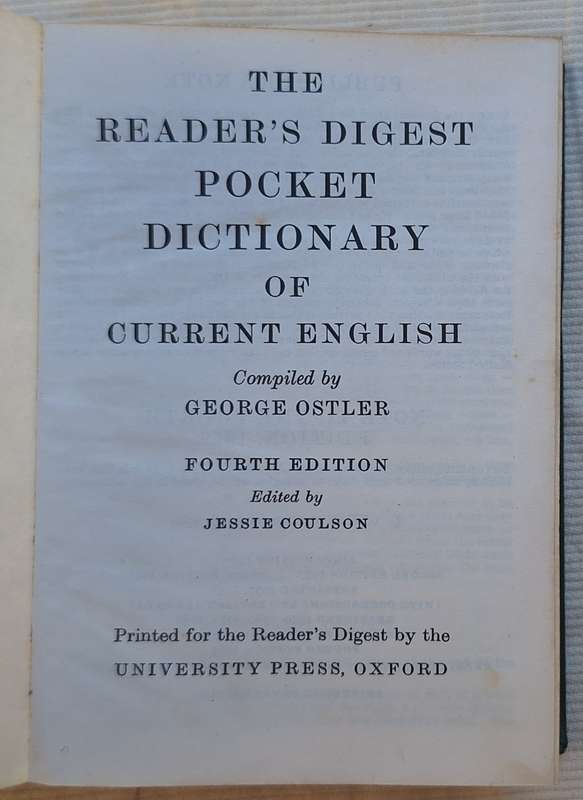 THE
READER'S DIGEST
POCKET
DICTIONARY
OF
CURRENT ENGLISH
Compiled by
GEORGE OSTLER
FOURTH EDITION
Edited by
JESSIE COULSON
Printed for the Reader's Digest by the
UNIVERSITY PRESS, OXFORD